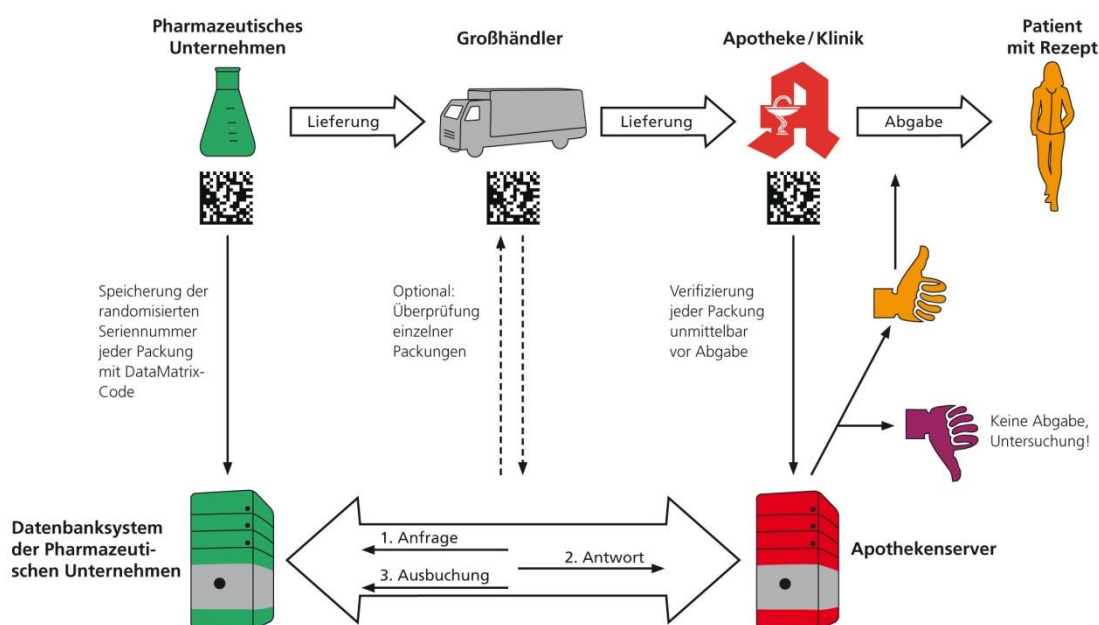 Pharmazeutisches
Unternehmen
Großhändler
Apotheke/Klinik
Patient
mit Rezept
Lieferung
Lieferung
Abgabe
Speicherung der
randomisierten
Seriennummer
jeder Packung
mit DataMatrix-
Code
Optional:
Überprüfung
einzelner
Packungen
Verifizierung
jeder Packung
unmittelbar
vor Abgabe
Keine Abgabe,
Untersuchung!
Datenbanksystem
der Pharmazeuti-
schen Unternehmen
1. Anfrage
2. Antwort
3. Ausbuchung
Apothekenserver